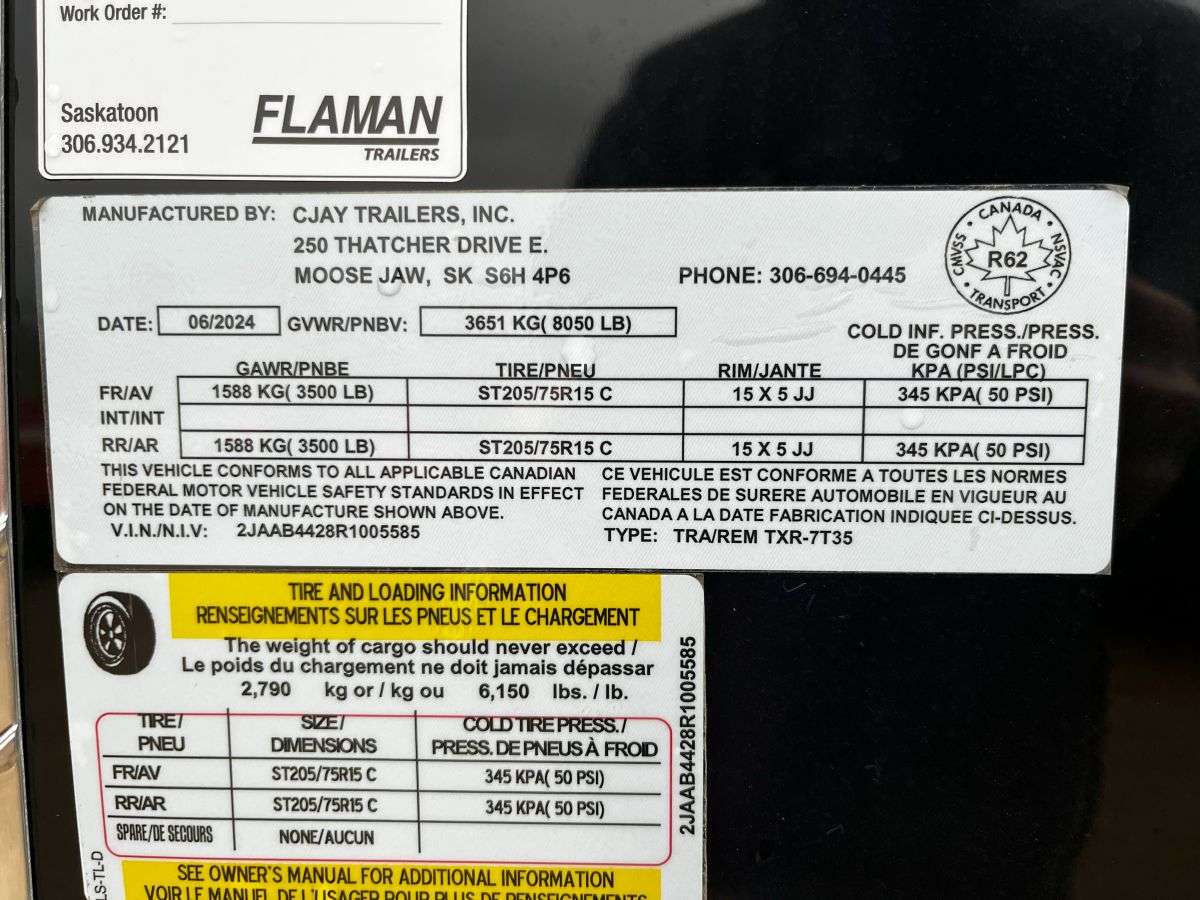 Work Order #:
Saskatoon
306.934.2121
FLAMAN
TRAILERS
MANUFACTURED BY: CJAY TRAILERS, INC.
250 THATCHER DRIVE E.
MOOSE JAW, SK S6H 4P6 PHONE: 306-694-0445
CANADA
CMVSS R62 NSVAC
TRANSPORT
DATE: 06/2024 GVWR/PNBV: 3651 KG( 8050 LB)
COLD INF. PRESS./PRESS.
DE GONF A FROID
GAWR/PNBE TIRE/PNEU RIM/JANTE KPA (PSI/LPC)
FR/AV 1588 KG( 3500 LB) ST205/75R15 C 15 X 5 JJ 345 KPA( 50 PSI)
INT/INT
RR/AR 1588 KG( 3500 LB) ST205/75R15 C 15 X 5 JJ 345 KPA( 50 PSI)
THIS VEHICLE CONFORMS TO ALL APPLICABLE CANADIAN
FEDERAL MOTOR VEHICLE SAFETY STANDARDS IN EFFECT
ON THE DATE OF MANUFACTURE SHOWN ABOVE.
V.I.N./N.I.V: 2JAAB4428R1005585
CE VEHICULE EST CONFORME A TOUTES LES NORMES
FEDERALES DE SURERE AUTOMOBILE EN VIGUEUR AU
CANADA A LA DATE FABRICATION INDIQUEE CI-DESSUS.
TYPE: TRA/REM TXR-7T35
TIRE AND LOADING INFORMATION
RENSEIGNEMENTS SUR LES PNEUS ET LE CHARGEMENT
The weight of cargo should never exceed /
Le poids du chargement ne doit jamais dépassar
2,790 kg or / kg ou 6,150 lbs. / lb.
TIRE / SIZE / COLD TIRE PRESS. /
PNEU DIMENSIONS PRESS. DE PNEUS À FROID
FR/AV ST205/75R15 C 345 KPA( 50 PSI)
RR/AR ST205/75R15 C 345 KPA( 50 PSI)
SPARE/DE SECOURS NONE/AUCUN
SEE OWNER'S MANUAL FOR ADDITIONAL INFORMATION
VOIR LE MANUEL DE L'USAGER POUR PLUS DE RENSEIGNEMENTS
2JAAB4428R1005585
LS-TL-D